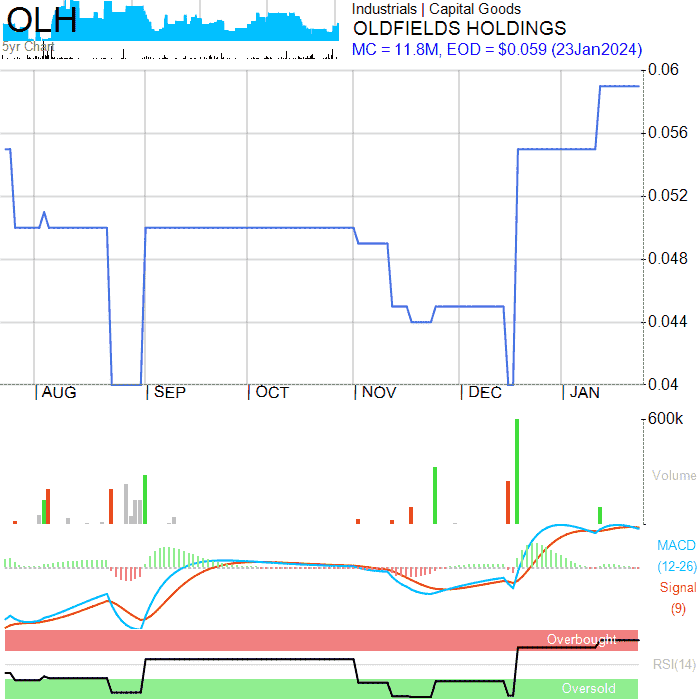 OLH
5yr Chart
Industrials | Capital Goods
OLDFIELDS HOLDINGS
MC = 11.8M, EOD = $0.059 (23Jan2024)
0.06
0.056
0.052
0.048
0.044
0.04
AUG SEP OCT NOV DEC JAN
600k
Volume
MACD
(12-26)
Signal
(9)
Overbought
RSI(14)
Oversold